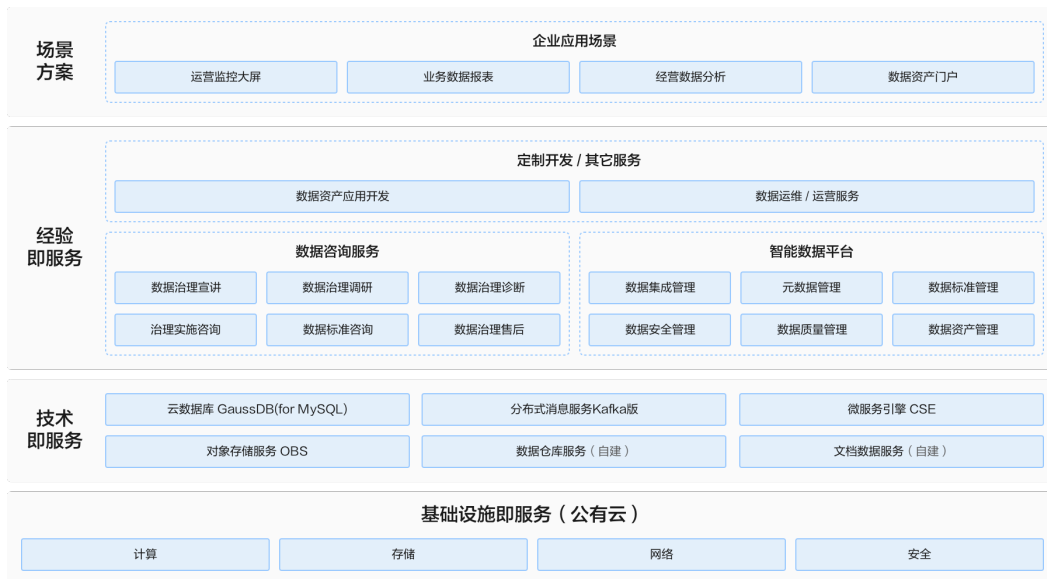 场景
方案
企业应用场景
运营监控大屏
业务数据报表
经营数据分析
数据资产门户
经验
即服务
定制开发 / 其它服务
数据资产应用开发
数据运维 / 运营服务
数据咨询服务
数据治理宣讲
数据治理调研
数据治理诊断
治理实施咨询
数据标准咨询
数据治理售后
智能数据平台
数据集成管理
元数据管理
数据标准管理
数据安全管理
数据质量管理
数据资产管理
技术
即服务
云数据库 GaussDB(for MySQL)
分布式消息服务Kafka版
微服务引擎 CSE
对象存储服务 OBS
数据仓库服务（自建）
文档数据服务（自建）
基础设施即服务（公有云）
计算
存储
网络
安全